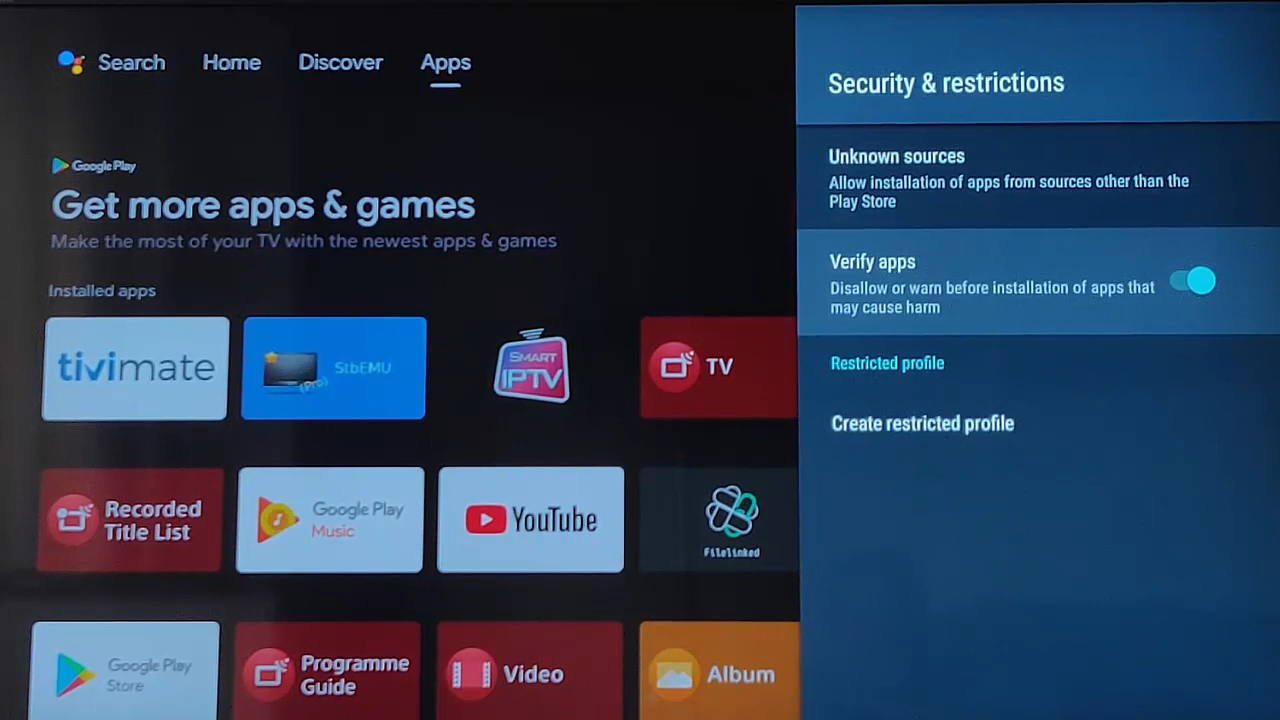 Search Home Discover Apps
Google Play
Get more apps & games
Make the most of your TV with the newest apps & games
Installed apps
tivimate
StbEMU
(Pro)
SMART
IPTV
TV
Recorded
Title List
Google Play
Music
YouTube
Filelinked
Google Play
Store
Programme
Guide
Video
Album
Security & restrictions
Unknown sources
Allow installation of apps from sources other than the
Play Store
Verify apps
Disallow or warn before installation of apps that
may cause harm
Restricted profile
Create restricted profile